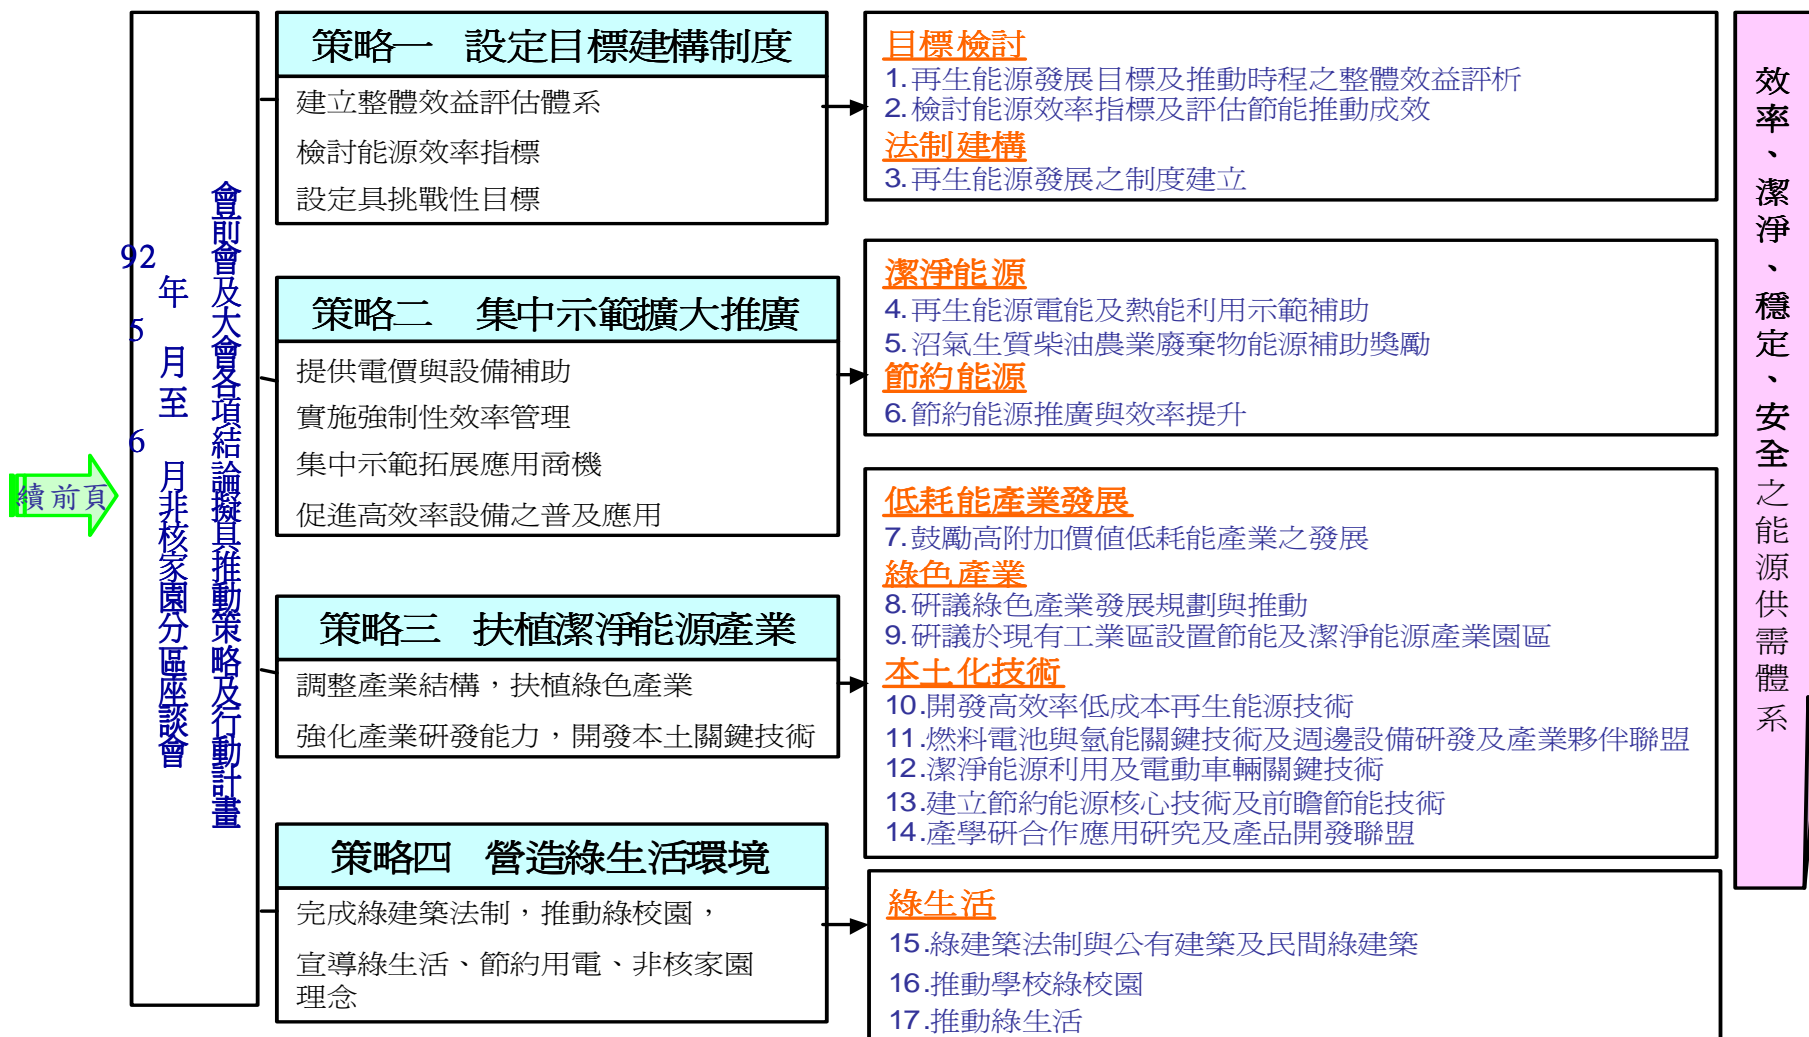 續前頁
92年5月至6月非核家園分區座談會
會前會及大會各項結論擬具推動策略及行動計畫
策略一 設定目標建構制度
建立整體效益評估體系
檢討能源效率指標
設定具挑戰性目標
目標檢討
1.再生能源發展目標及推動時程之整體效益評析
2.檢討能源效率指標及評估節能推動成效
法制建構
3.再生能源發展之制度建立
策略二 集中示範擴大推廣
提供電價與設備補助
實施強制性效率管理
集中示範拓展應用商機
促進高效率設備之普及應用
潔淨能源
4.再生能源電能及熱能利用示範補助
5.沼氣生質柴油農業廢棄物能源補助獎勵
節約能源
6.節約能源推廣與效率提升
策略三 扶植潔淨能源產業
調整產業結構，扶植綠色產業
強化產業研發能力，開發本土關鍵技術
低耗能產業發展
7.鼓勵高附加價值低耗能產業之發展
綠色產業
8.研議綠色產業發展規劃與推動
9.研議於現有工業區設置節能及潔淨能源產業園區
本土化技術
10.開發高效率低成本再生能源技術
11.燃料電池與氫能關鍵技術及週邊設備研發及產業夥伴聯盟
12.潔淨能源利用及電動車輛關鍵技術
13.建立節約能源核心技術及前瞻節能技術
14.產學研合作應用研究及產品開發聯盟
策略四 營造綠生活環境
完成綠建築法制，推動綠校園，
宣導綠生活、節約用電、非核家園
理念
綠生活
15.綠建築法制與公有建築及民間綠建築
16.推動學校綠校園
17.推動綠生活
效率、潔淨、穩定、安全之能源供需體系